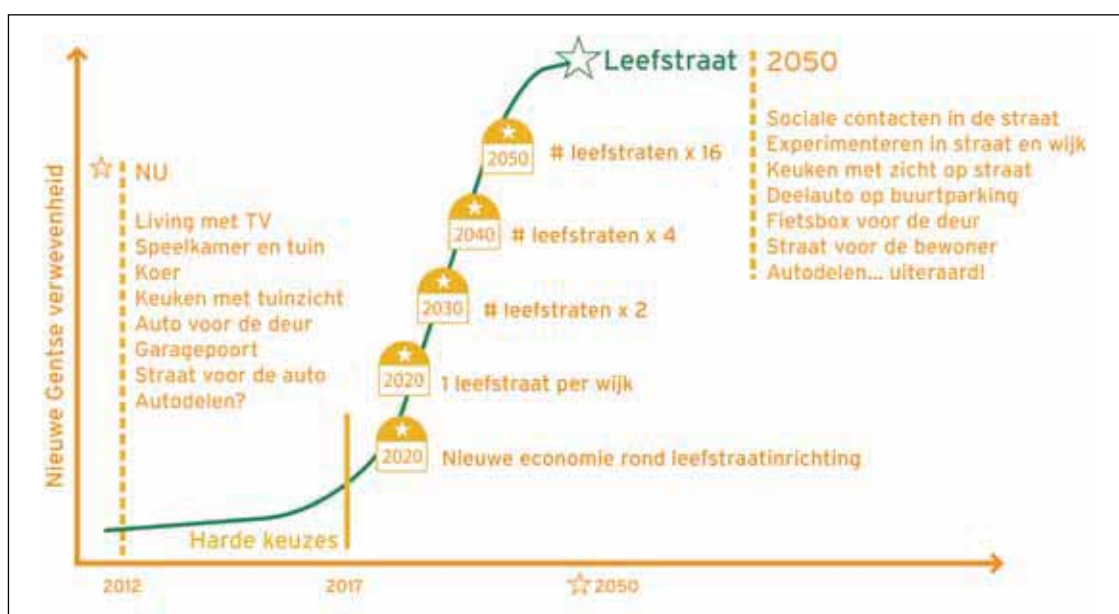 Nieuwe Gentse verwevenheid
NU
Living met TV
Speelkamer en tuin
Koer
Keuken met tuinzicht
Auto voor de deur
Garagepoort
Straat voor de auto
Autodelen?
Harde keuzes
Leefstraat
2050
# leefstraten x 16
2040
# leefstraten x 4
2030
# leefstraten x 2
2020
1 leefstraat per wijk
2020
Nieuwe economie rond leefstraatinrichting
2050
Sociale contacten in de straat
Experimenteren in straat en wijk
Keuken met zicht op straat
Deelauto op buurtparking
Fietsbox voor de deur
Straat voor de bewoner
Autodelen... uiteraard!
2012
2017
2050